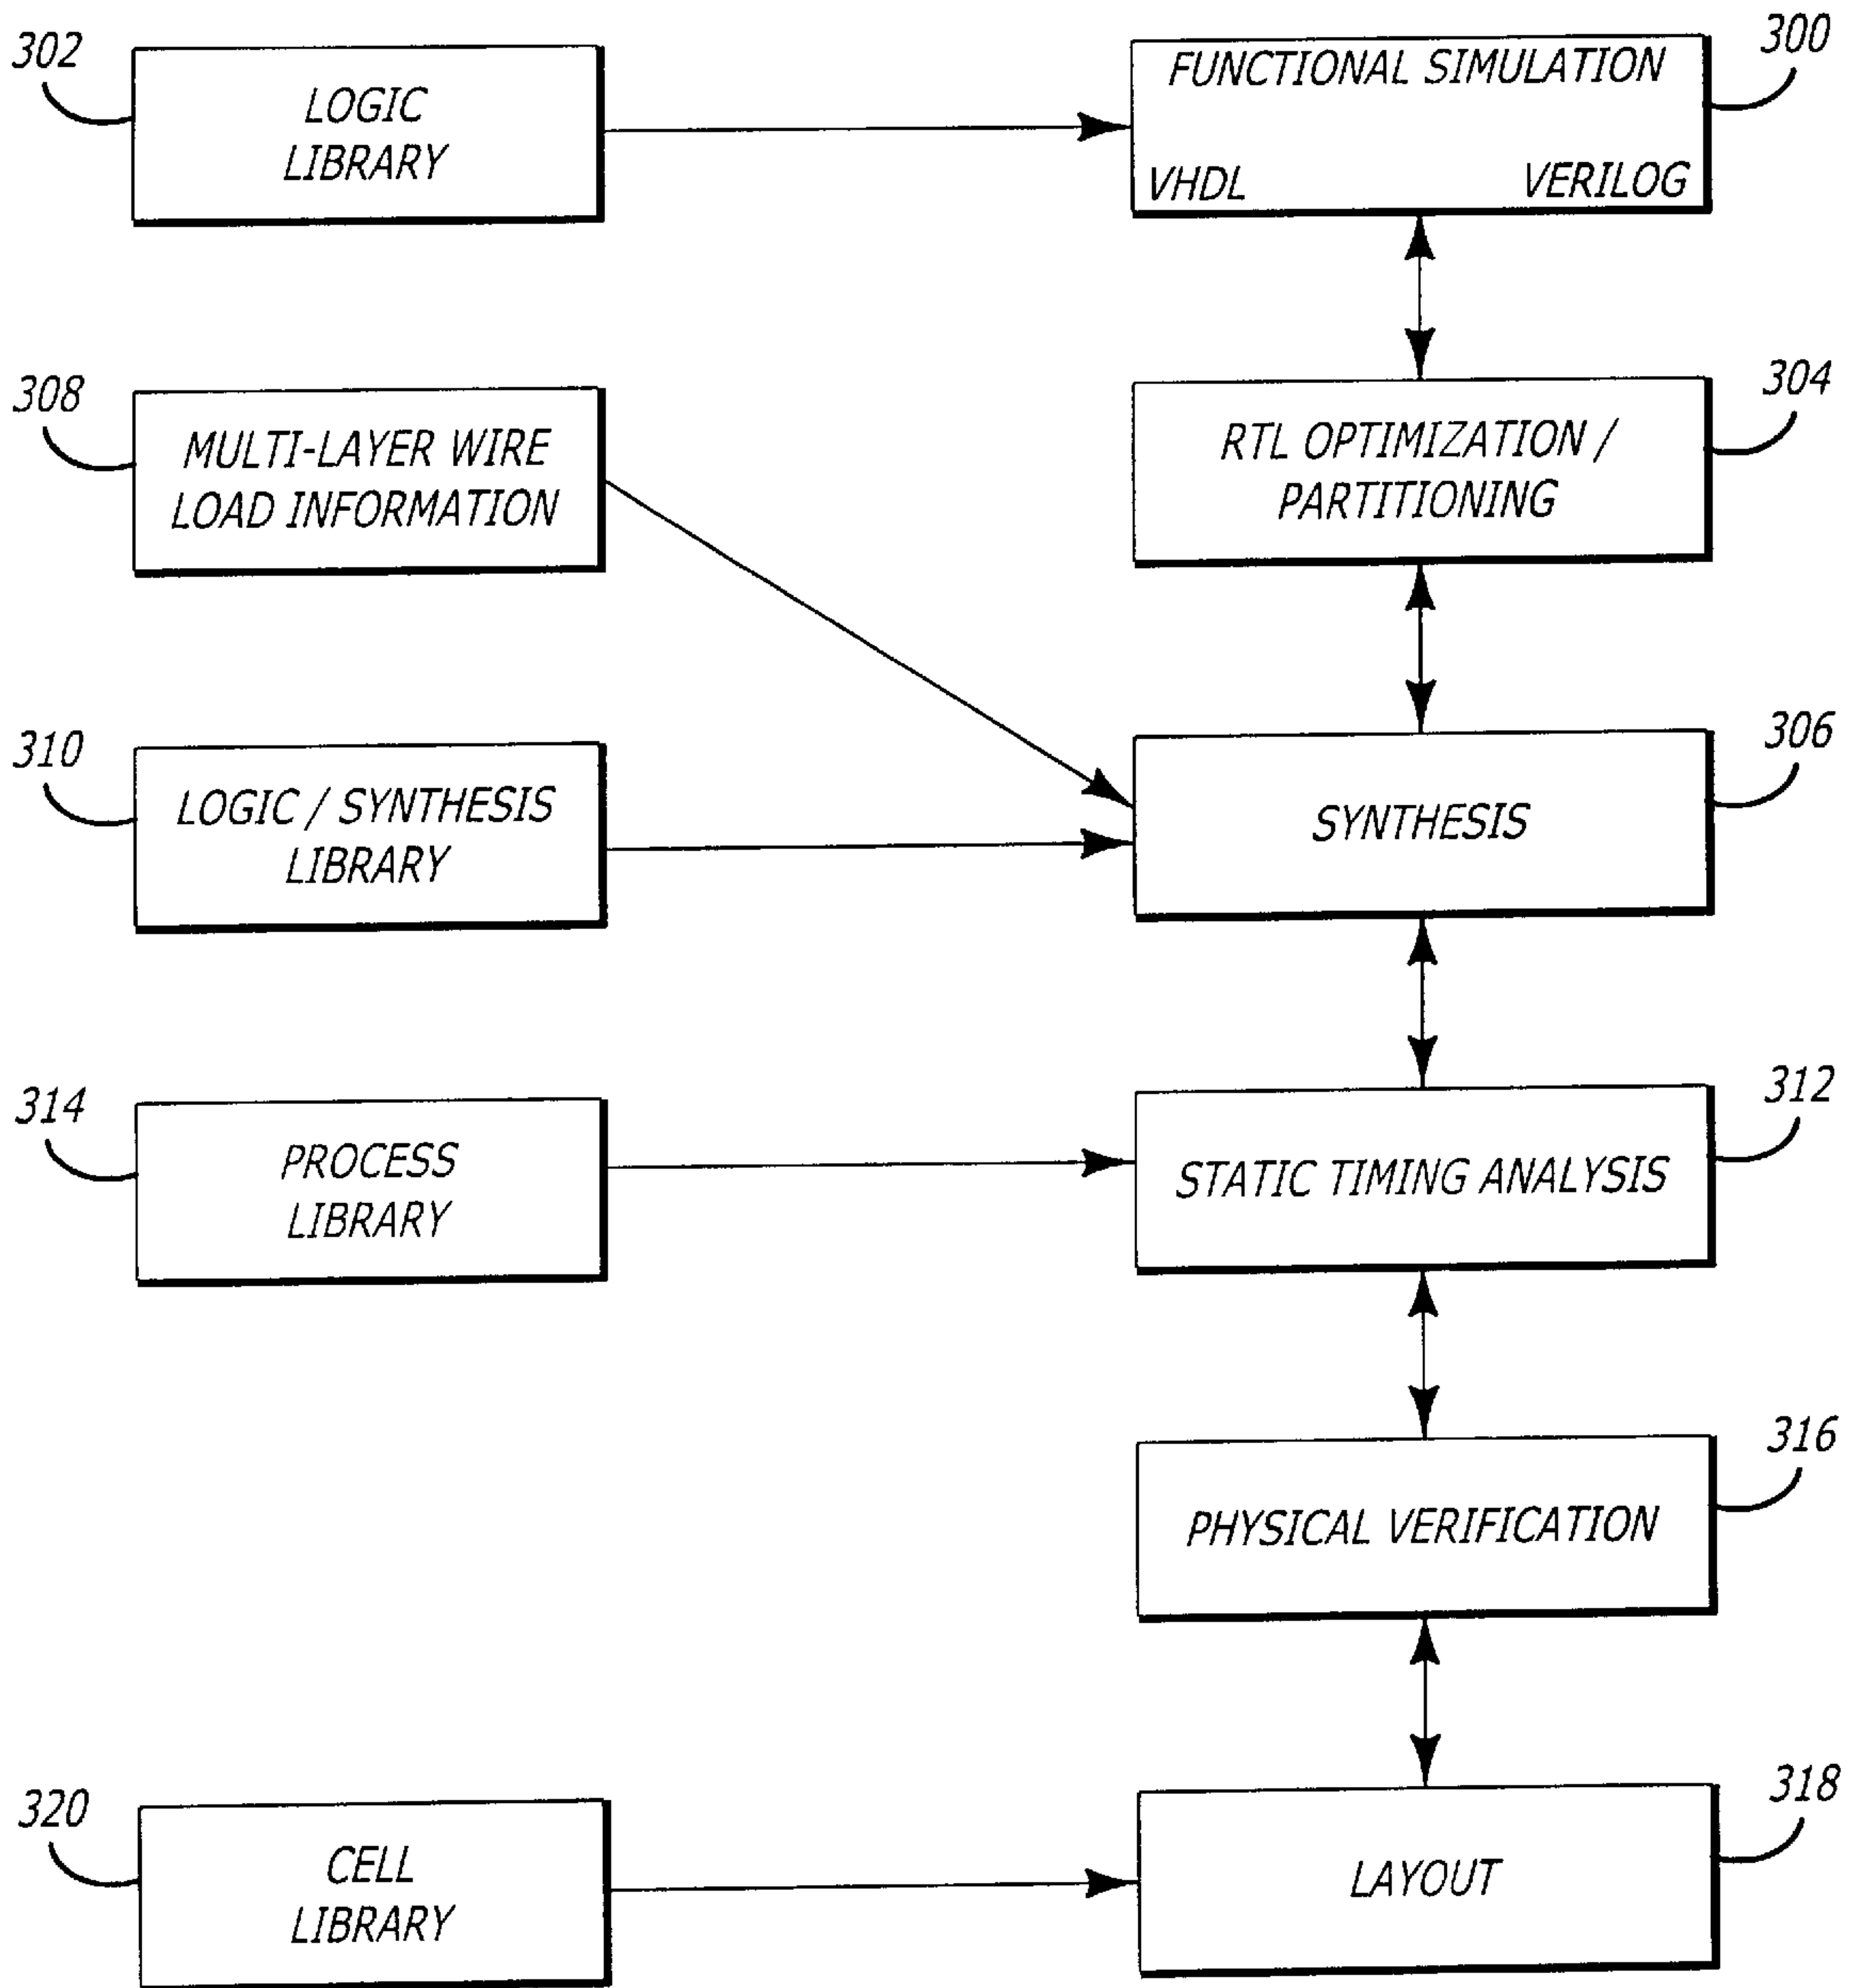 302
LOGIC
LIBRARY
300
FUNCTIONAL SIMULATION
VHDL VERILOG
308
MULTI-LAYER WIRE
LOAD INFORMATION
304
RTL OPTIMIZATION /
PARTITIONING
310
LOGIC / SYNTHESIS
LIBRARY
306
SYNTHESIS
314
PROCESS
LIBRARY
312
STATIC TIMING ANALYSIS
316
PHYSICAL VERIFICATION
320
CELL
LIBRARY
318
LAYOUT